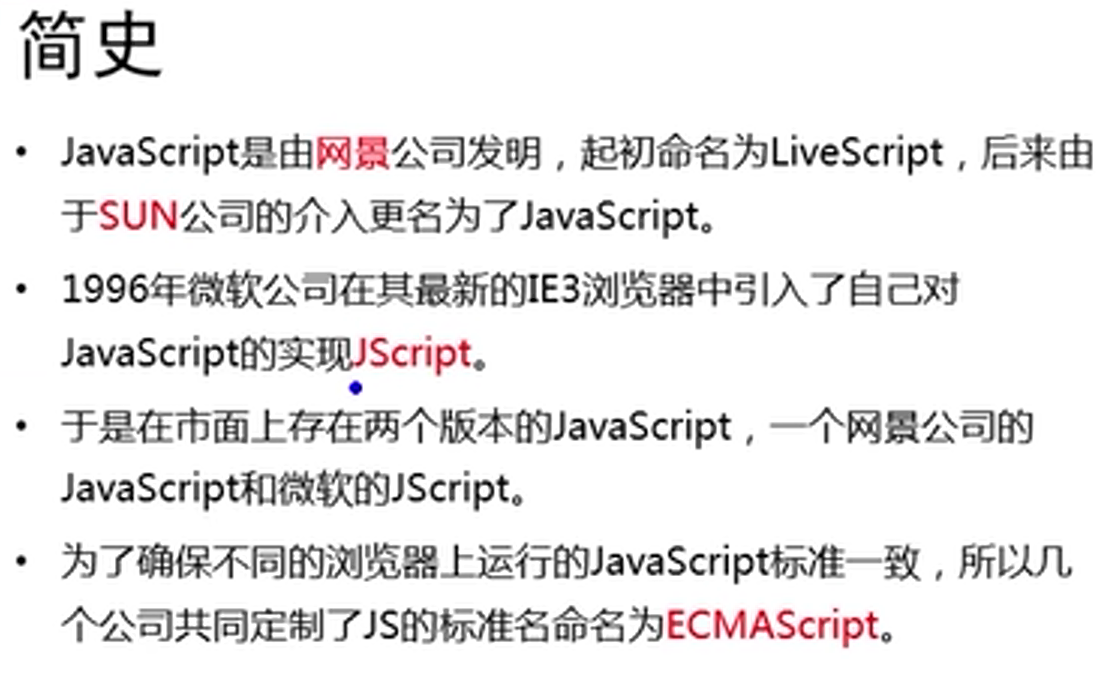 简史
• JavaScript是由网景公司发明，起初命名为LiveScript，后来由
于SUN公司的介入更名为了JavaScript。
• 1996年微软公司在其最新的IE3浏览器中引入了自己对
JavaScript的实现JScript。
• 于是在市面上存在两个版本的JavaScript，一个网景公司的
JavaScript和微软的JScript。
• 为了确保不同的浏览器上运行的JavaScript标准一致，所以几
个公司共同定制了JS的标准名命名为ECMAScript。